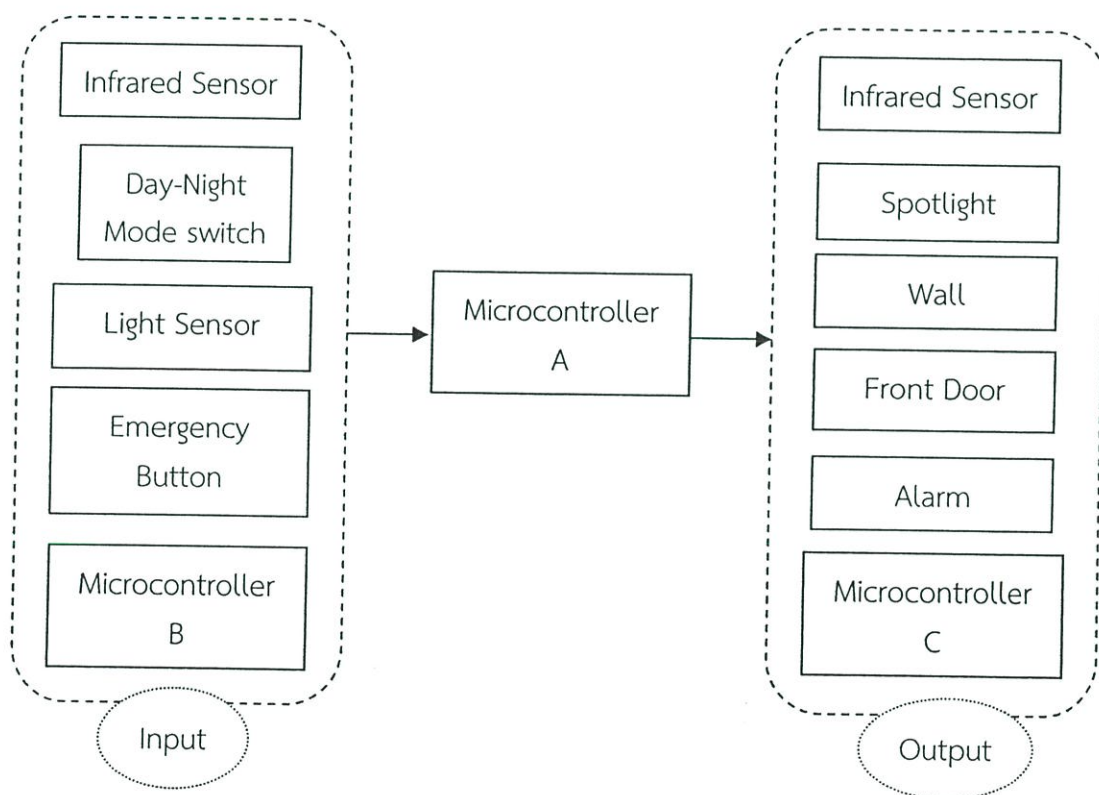 Infrared Sensor
Day-Night
Mode switch
Light Sensor
Emergency
Button
Microcontroller
B
Input
Microcontroller
A
Infrared Sensor
Spotlight
Wall
Front Door
Alarm
Microcontroller
C
Output